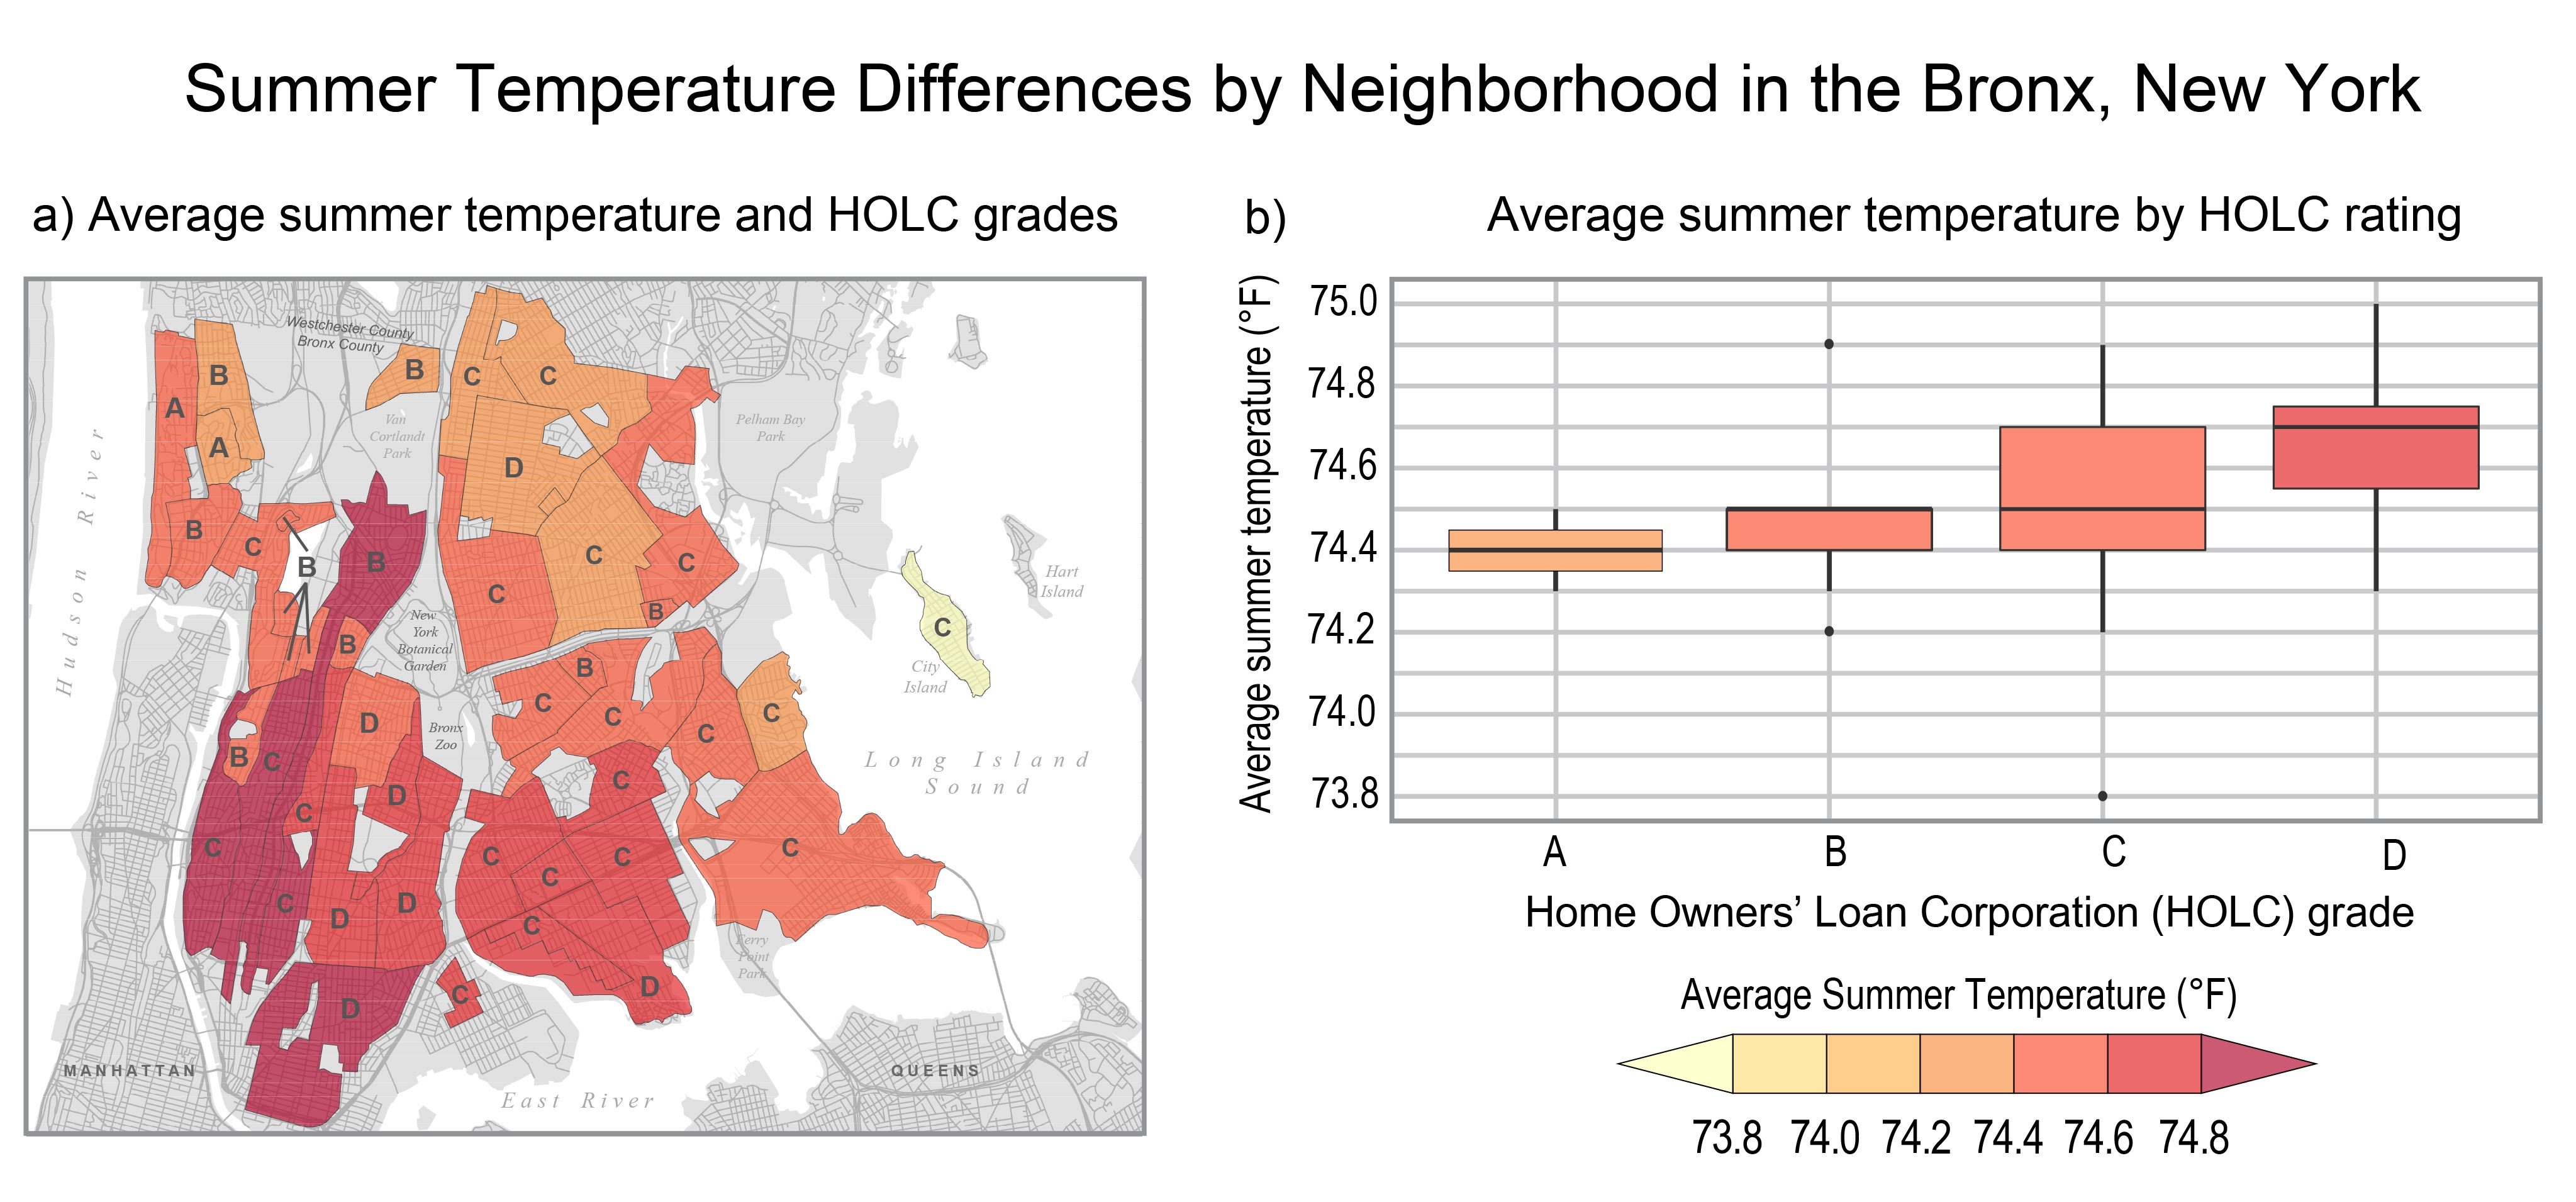 Summer Temperature Differences by Neighborhood in the Bronx, New York
a) Average summer temperature and HOLC grades
Westchester County
Bronx County
B
B
C
C
A
A
Van
Cortlandt
Park
Pelham Bay
Park
D
Hudson River
B
C
B
B
C
C
C
B
Hart
Island
New
York
Botanical
Garden
C
City
Island
B
B
C
C
C
C
D
Bronx
Zoo
B
C
C
Long Island
Sound
D
C
C
C
C
C
C
C
D
D
C
Ferry
Point
Park
D
C
D
MANHATTAN
QUEENS
East River
b)
Average summer temperature by HOLC rating
Average summer temperature (°F)
75.0
74.8
74.6
74.4
74.2
74.0
73.8
A
B
C
D
Home Owners’ Loan Corporation (HOLC) grade
Average Summer Temperature (°F)
73.8 74.0 74.2 74.4 74.6 74.8